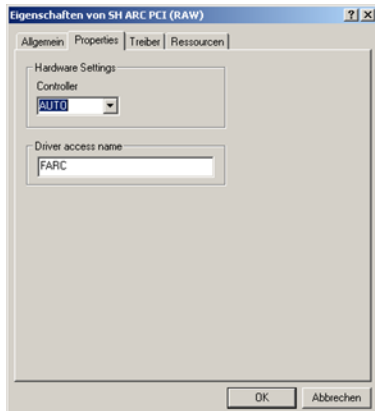 Eigenschaften von SH ARC PCI (RAW)
Allgemein Properties Treiber Ressourcen
Hardware Settings
Controller
AUTO
Driver access name
FARC
OK Abbrechen